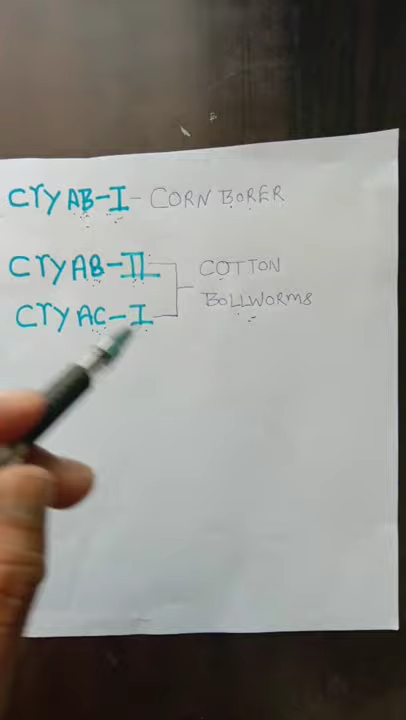 CrY AB-I - CORN BORER
CrY AB-II
COTTON
BOLLWORMS
CrY AC-I